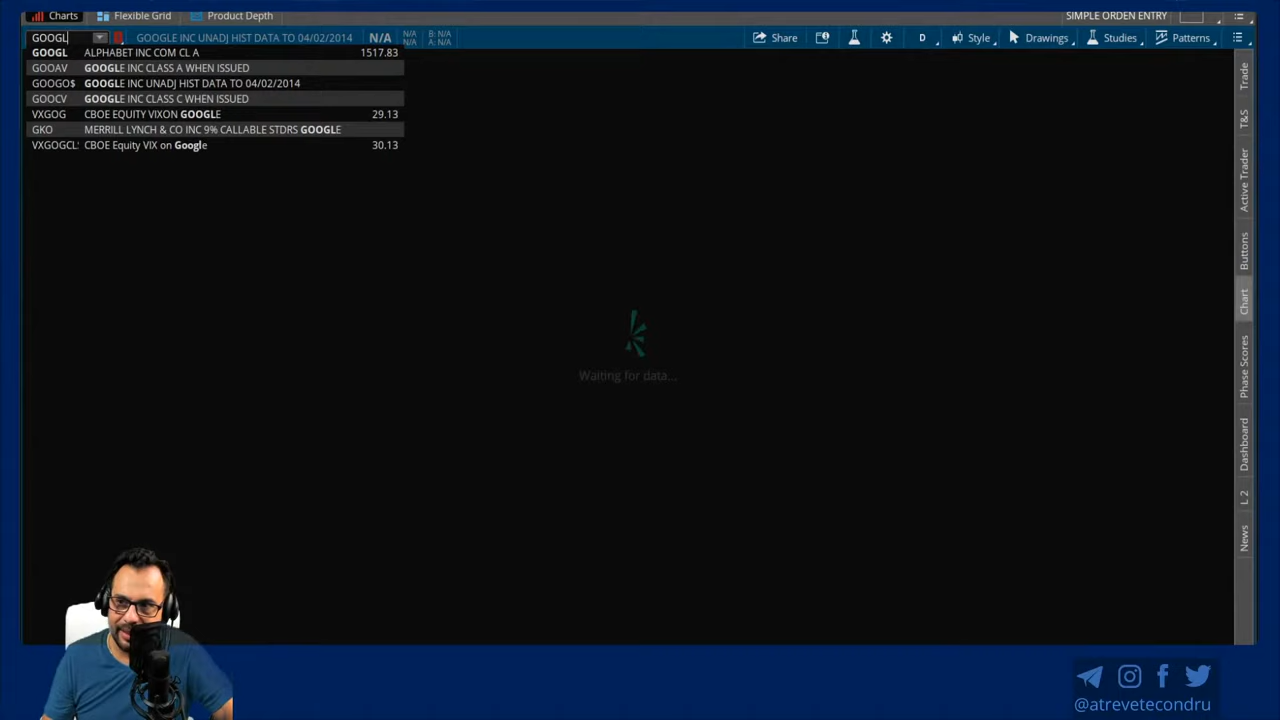 Charts Flexible Grid Product Depth SIMPLE ORDEN ENTRY
GOOGL GOOGLE INC UNADJ HIST DATA TO 04/02/2014 N/A N/A B: N/A Share D Style Drawings Studies Patterns
N/A A: N/A
GOOGL ALPHABET INC COM CL A 1517.83
GOOAV GOOGLE INC CLASS A WHEN ISSUED
GOOGO$ GOOGLE INC UNADJ HIST DATA TO 04/02/2014
GOOCV GOOGLE INC CLASS C WHEN ISSUED
VXGOG CBOE EQUITY VIXON GOOGLE 29.13
GKO MERRILL LYNCH & CO INC 9% CALLABLE STDRS GOOGLE
VXGOGCL: CBOE Equity VIX on Google 30.13
Waiting for data...
Trade
T&S
Active Trader
Buttons
Chart
Phase Scores
Dashboard
L 2
News
@atrevetecondru